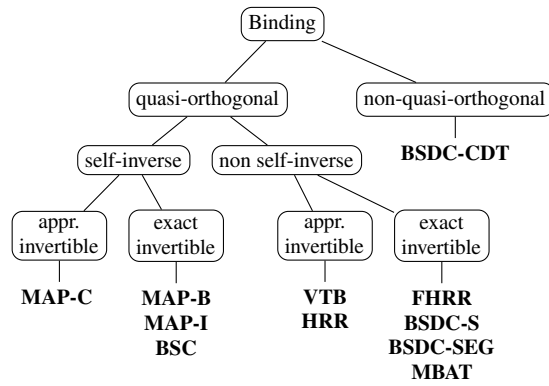 Binding
quasi-orthogonal
non-quasi-orthogonal
BSDC-CDT
self-inverse
non self-inverse
appr.
invertible
exact
invertible
appr.
invertible
exact
invertible
MAP-C
MAP-B
MAP-I
BSC
VTB
HRR
FHRR
BSDC-S
BSDC-SEG
MBAT